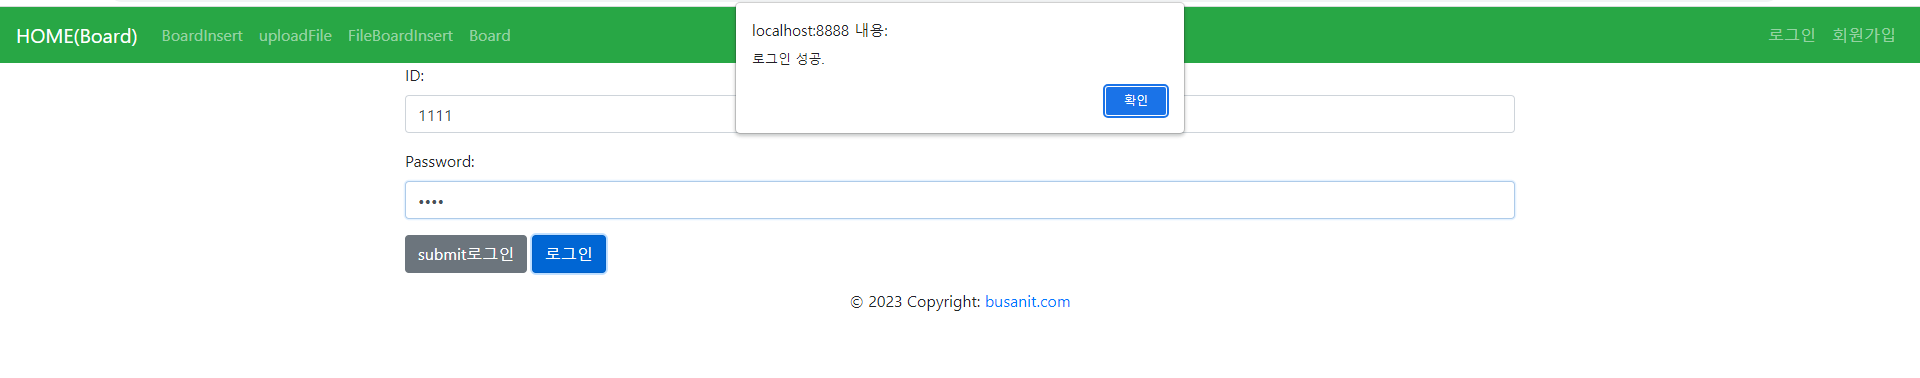 HOME(Board) BoardInsert uploadFile FileBoardInsert Board 로그인 회원가입
localhost:8888 내용:
로그인 성공.
확인
ID:
1111
Password:
••••
submit로그인 로그인
© 2023 Copyright: busanit.com